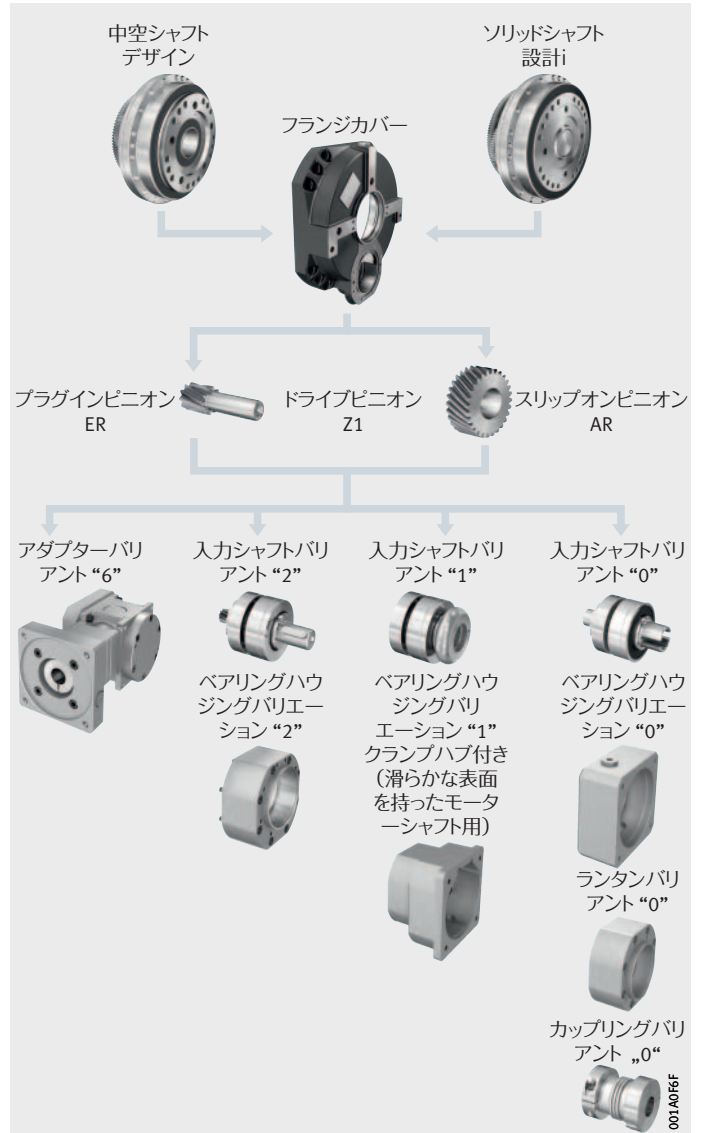 中空シャフト
デザイン
ソリッドシャフト
設計i
フランジカバー
プラグインピニオン
ER
ドライブピニオン
Z1
スリップオンピニオン
AR
アダプターバリ
アント “6”
入力シャフトバリ
アント “2”
ベアリングハウ
ジングバリエー
ション “2”
入力シャフトバリ
アント “1”
ベアリングハウ
ジングバリ
エーション “1”
クランプハブ付き
（滑らかな表面
を持ったモータ
ーシャフト用）
入力シャフトバリ
アント “0”
ベアリングハウ
ジングバリエー
ション “0”
ランタンバリ
アント “0”
カップリングバリ
アント „0“
001A0F6F